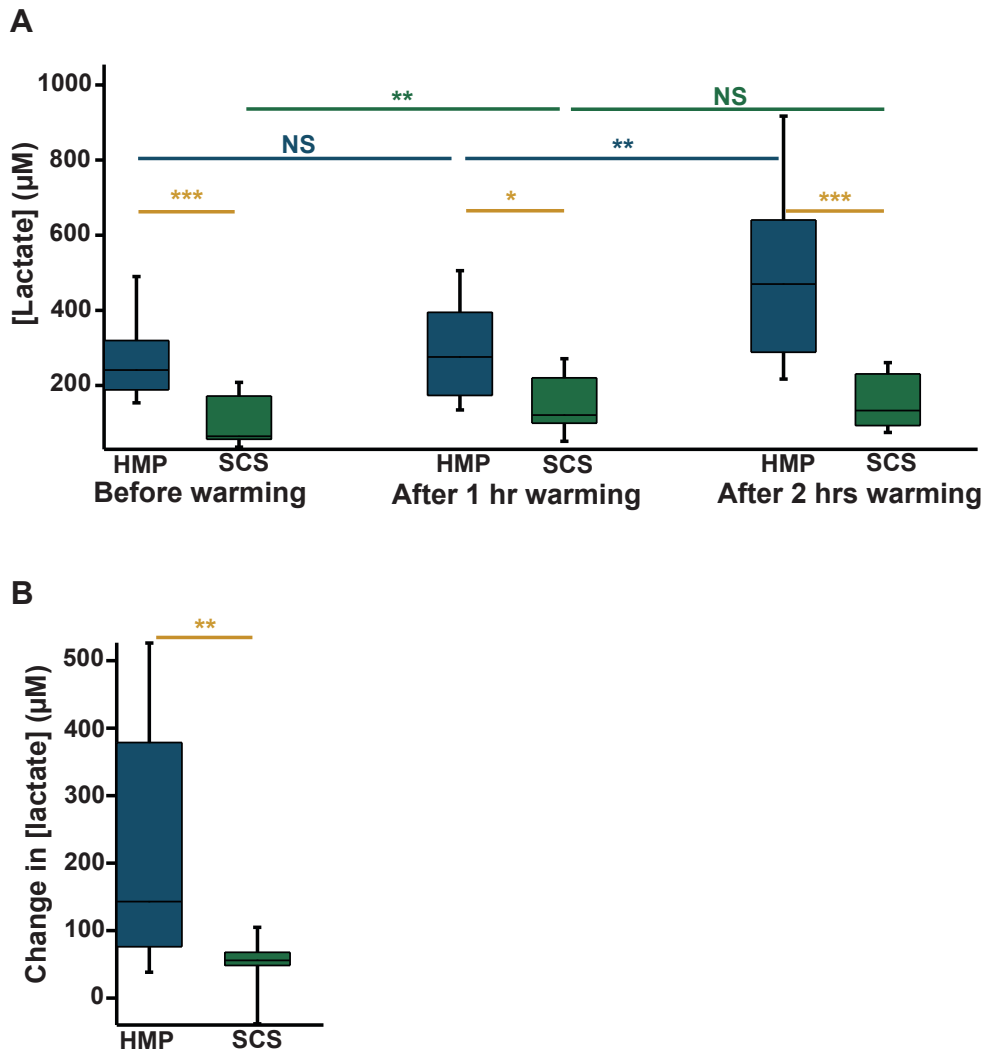 A
[Lactate] (µM)
1000
800
600
400
200
**
NS
NS
**
***
*
***
HMP SCS HMP SCS HMP SCS
Before warming After 1 hr warming After 2 hrs warming
B
Change in [lactate] (µM)
**
500
400
300
200
100
0
HMP SCS